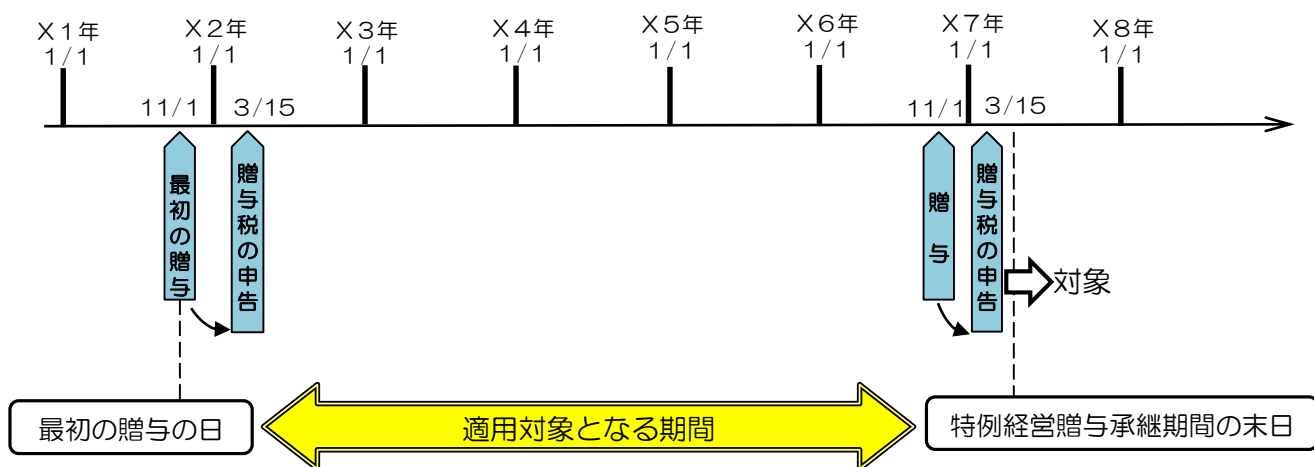 X1年
1/1
X2年
1/1
X3年
1/1
X4年
1/1
X5年
1/1
X6年
1/1
X7年
1/1
X8年
1/1
11/1
3/15
11/1
3/15
最初の贈与
贈与税の申告
贈与
贈与税の申告
対象
最初の贈与の日
適用対象となる期間
特例経営贈与承継期間の末日